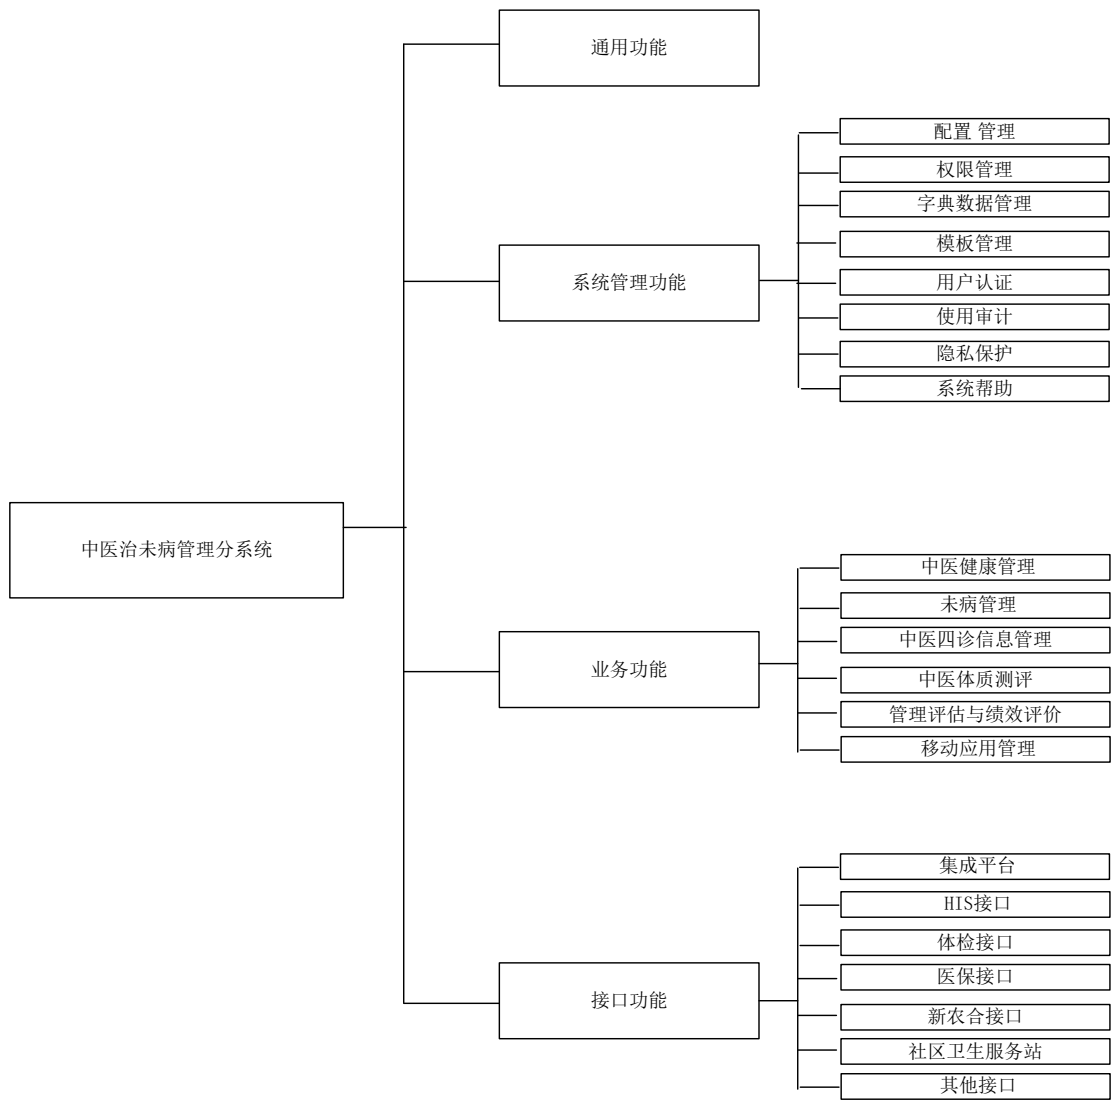 通用功能
配置 管理
权限管理
字典数据管理
模板管理
系统管理功能
用户认证
使用审计
隐私保护
系统帮助
中医治未病管理分系统
中医健康管理
未病管理
中医四诊信息管理
业务功能
中医体质测评
管理评估与绩效评价
移动应用管理
集成平台
HIS接口
体检接口
医保接口
接口功能
新农合接口
社区卫生服务站
其他接口